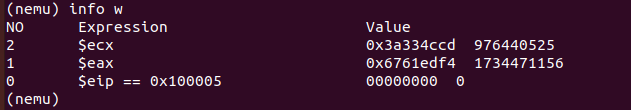 (nemu) info w
NO Expression Value
2 $ecx 0x3a334ccd 976440525
1 $eax 0x6761edf4 1734471156
0 $eip == 0x100005 00000000 0
(nemu)